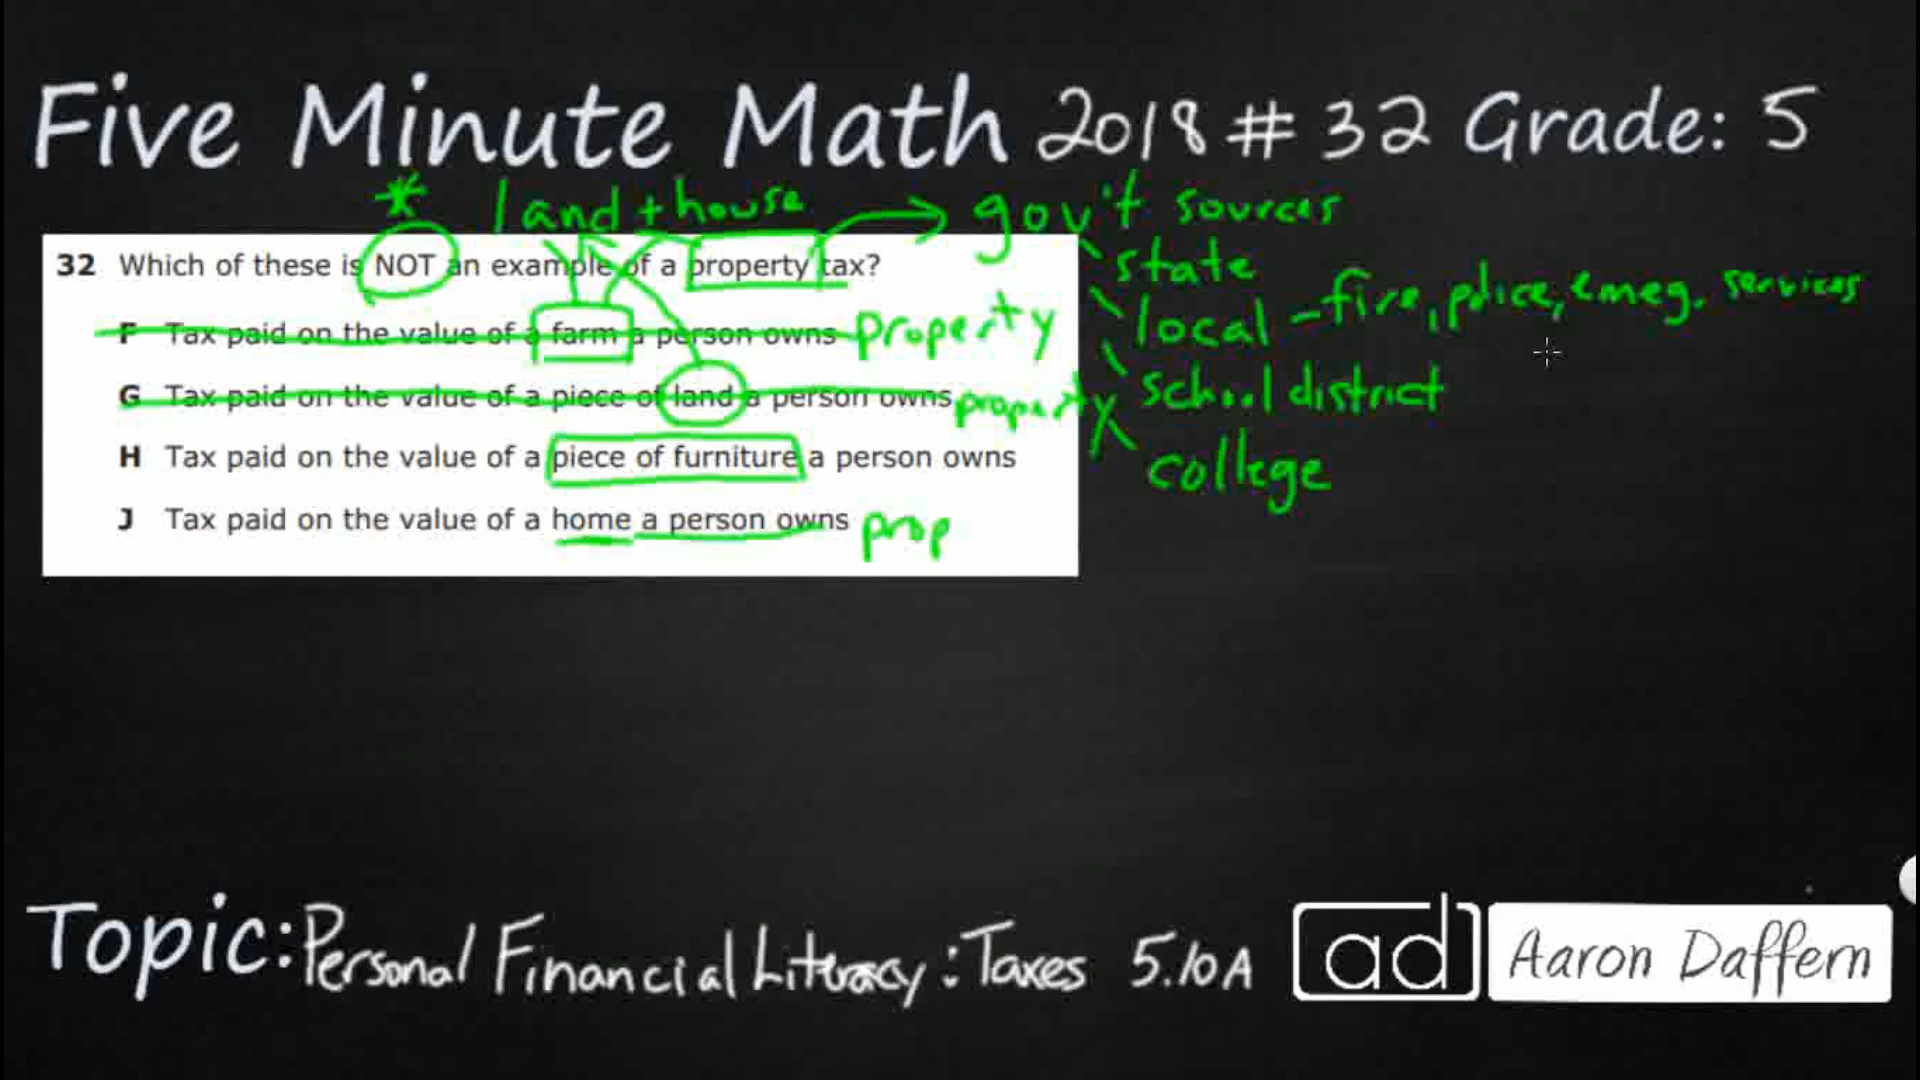 Five Minute Math 2018 # 32 Grade: 5
* land + house gov't sources
32 Which of these is NOT an example of a property tax?
state
local - fire, police, emeg. services
F Tax paid on the value of a farm a person owns property
G Tax paid on the value of a piece of land a person owns property
school district
H Tax paid on the value of a piece of furniture a person owns
college
J Tax paid on the value of a home a person owns prop
Topic: Personal Financial Literacy: Taxes 5.10A
ad Aaron Daffern